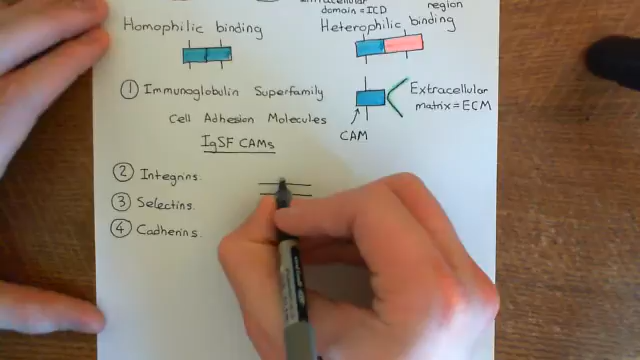 domain = ICD
region
Homophilic binding
Heterophilic binding
① Immunoglobulin Superfamily
Cell Adhesion Molecules
IgSF CAMs
Extracellular
matrix = ECM
CAM
② Integrins.
③ Selectins.
④ Cadherins.